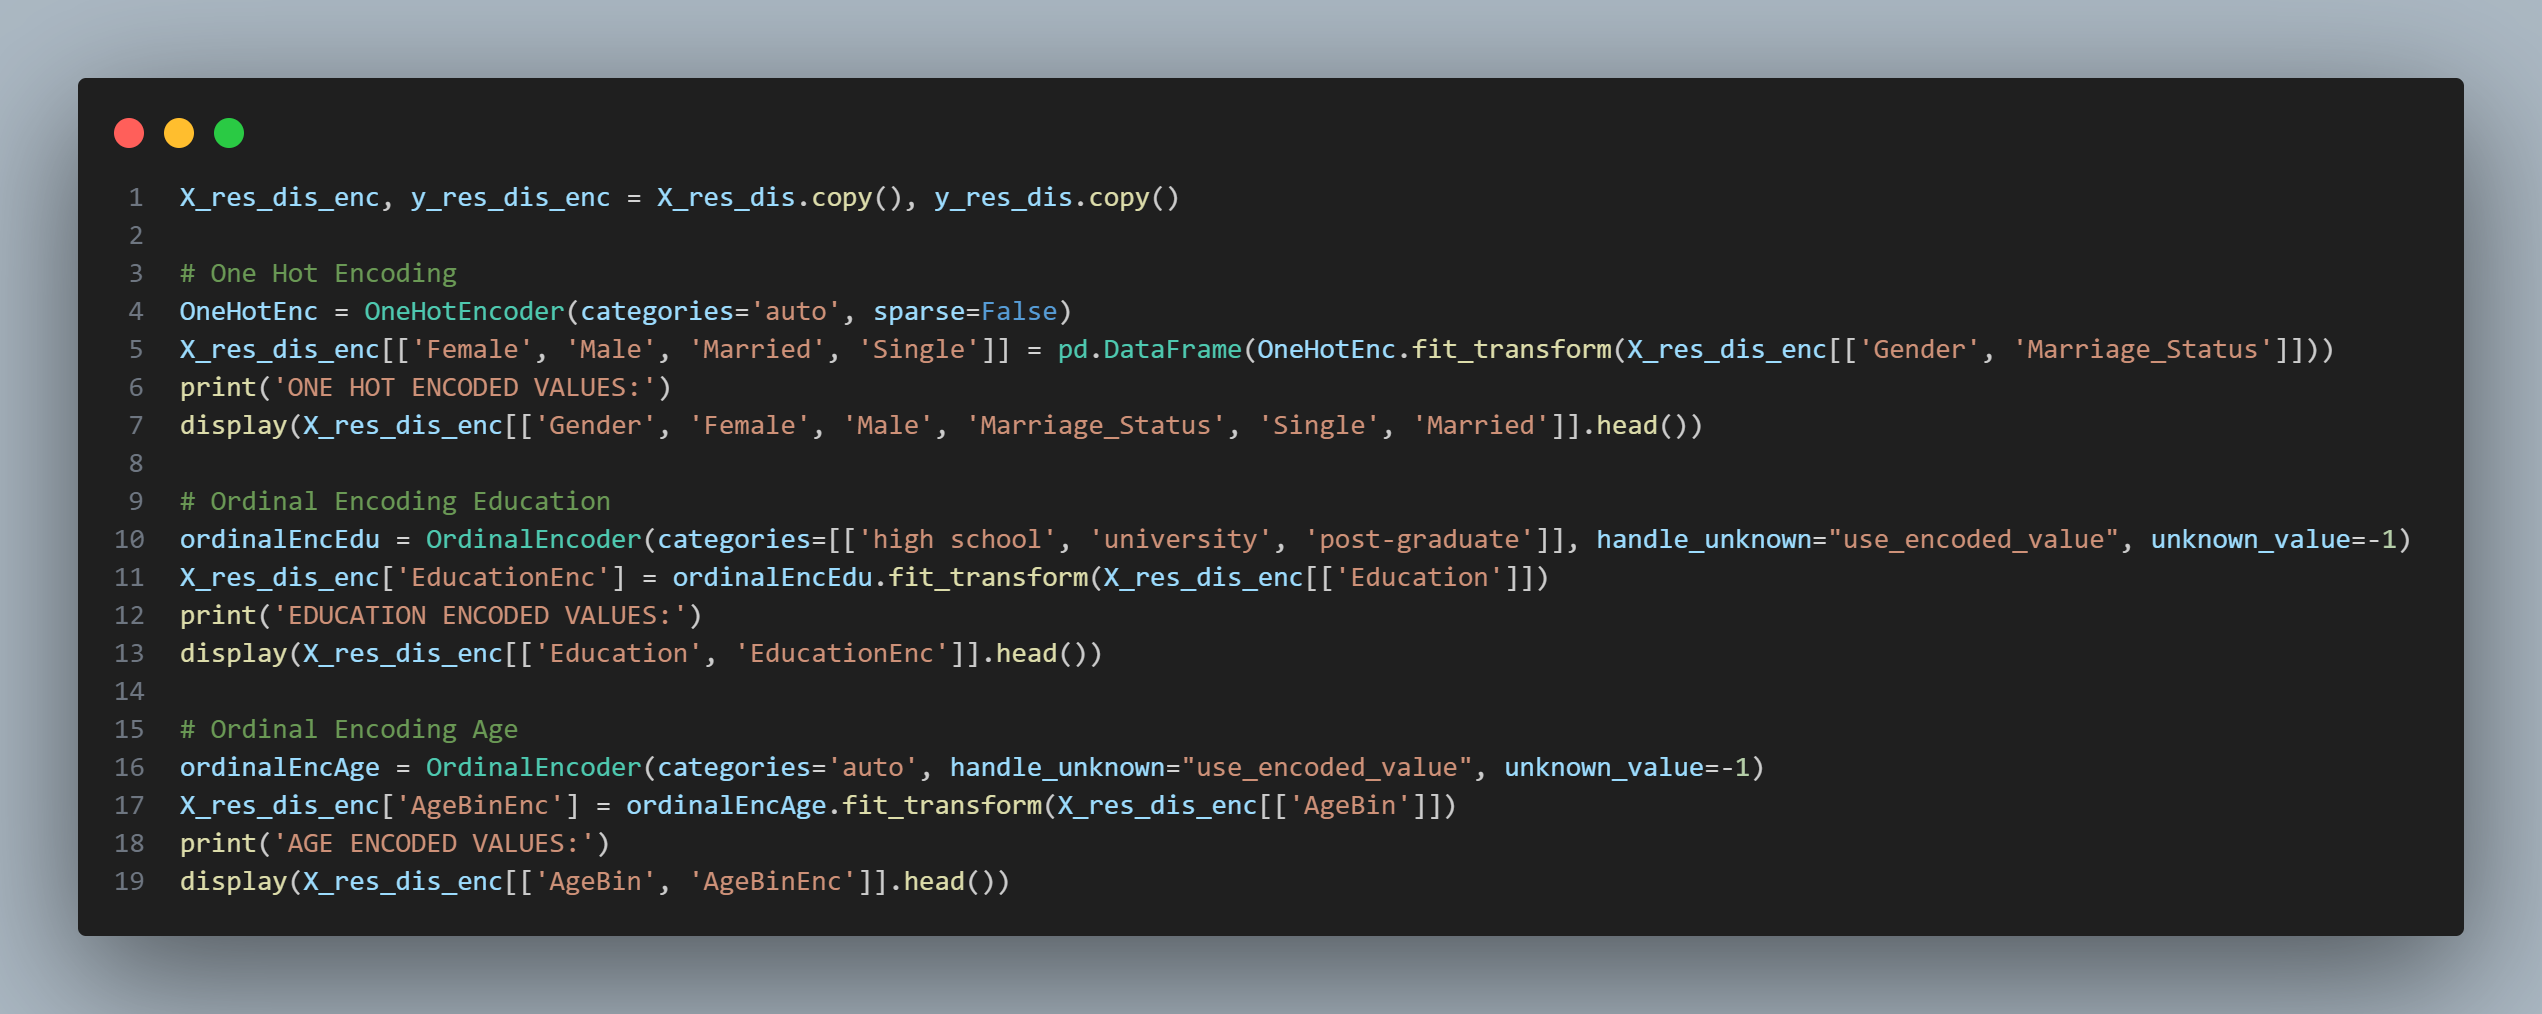 1 X_res_dis_enc, y_res_dis_enc = X_res_dis.copy(), y_res_dis.copy()
2
3 # One Hot Encoding
4 OneHotEnc = OneHotEncoder(categories='auto', sparse=False)
5 X_res_dis_enc[['Female', 'Male', 'Married', 'Single']] = pd.DataFrame(OneHotEnc.fit_transform(X_res_dis_enc[['Gender', 'Marriage_Status']]))
6 print('ONE HOT ENCODED VALUES:')
7 display(X_res_dis_enc[['Gender', 'Female', 'Male', 'Marriage_Status', 'Single', 'Married']].head())
8
9 # Ordinal Encoding Education
10 ordinalEncEdu = OrdinalEncoder(categories=[['high school', 'university', 'post-graduate']], handle_unknown="use_encoded_value", unknown_value=-1)
11 X_res_dis_enc['EducationEnc'] = ordinalEncEdu.fit_transform(X_res_dis_enc[['Education']])
12 print('EDUCATION ENCODED VALUES:')
13 display(X_res_dis_enc[['Education', 'EducationEnc']].head())
14
15 # Ordinal Encoding Age
16 ordinalEncAge = OrdinalEncoder(categories='auto', handle_unknown="use_encoded_value", unknown_value=-1)
17 X_res_dis_enc['AgeBinEnc'] = ordinalEncAge.fit_transform(X_res_dis_enc[['AgeBin']])
18 print('AGE ENCODED VALUES:')
19 display(X_res_dis_enc[['AgeBin', 'AgeBinEnc']].head())